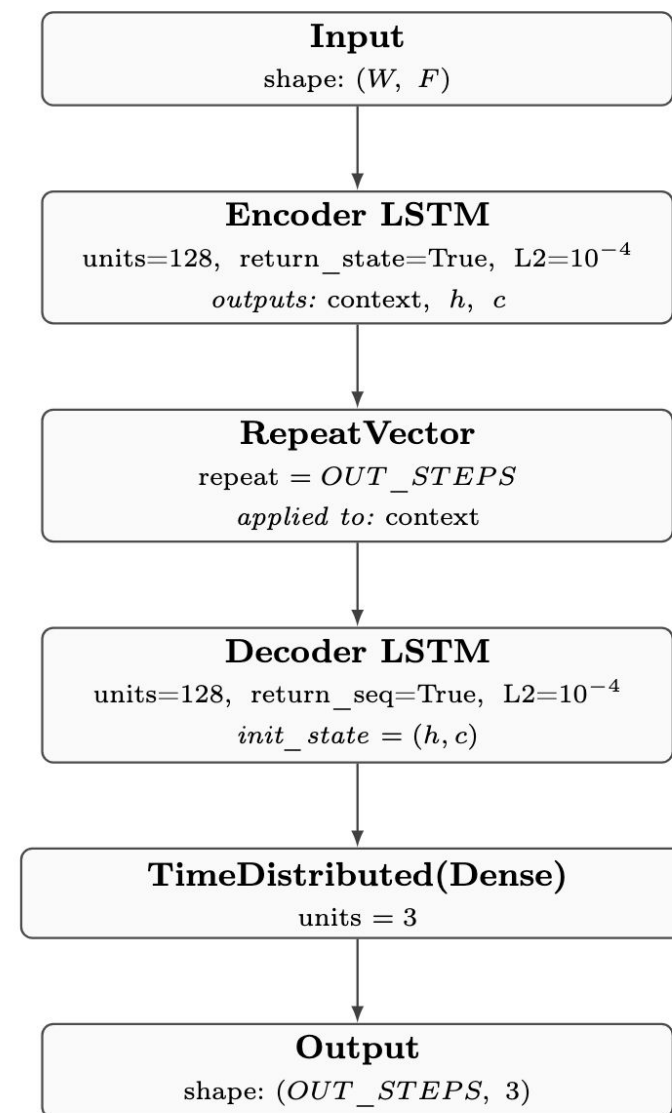 Input
shape: (W, F)
Encoder LSTM
units=128, return_state=True, L2=10⁻⁴
outputs: context, h, c
RepeatVector
repeat = OUT_STEPS
applied to: context
Decoder LSTM
units=128, return_seq=True, L2=10⁻⁴
init_state = (h, c)
TimeDistributed(Dense)
units = 3
Output
shape: (OUT_STEPS, 3)